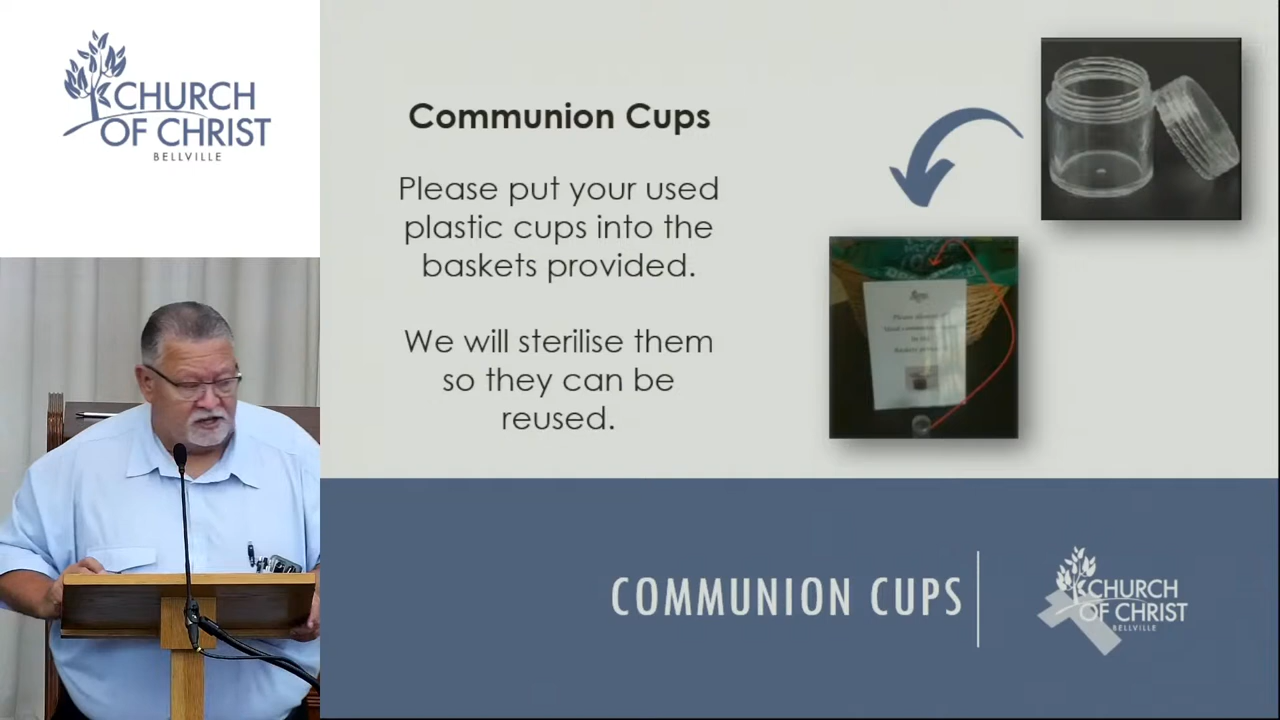 CHURCH
OF CHRIST
BELLVILLE
Communion Cups
Please put your used
plastic cups into the
baskets provided.
We will sterilise them
so they can be
reused.
COMMUNION CUPS
CHURCH
OF CHRIST
BELLVILLE